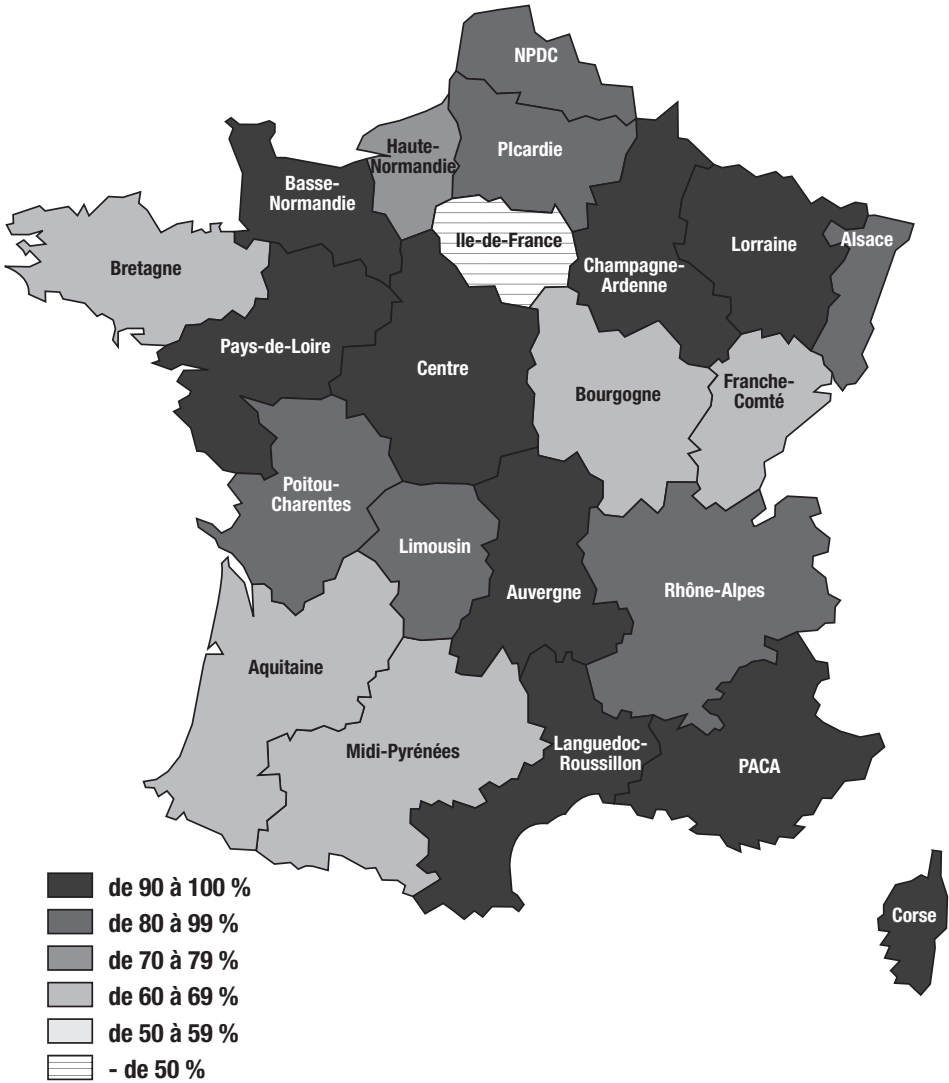 NPDC
PIcardie
Haute-
Normandie
Basse-
Normandie
Ile-de-France
Lorraine
Alsace
Champagne-
Ardenne
Bretagne
Pays-de-Loire
Centre
Bourgogne
Franche-
Comté
Poitou-
Charentes
Limousin
Auvergne
Rhône-Alpes
Aquitaine
Midi-Pyrénées
Languedoc-
Roussillon
PACA
Corse
de 90 à 100 %
de 80 à 99 %
de 70 à 79 %
de 60 à 69 %
de 50 à 59 %
- de 50 %